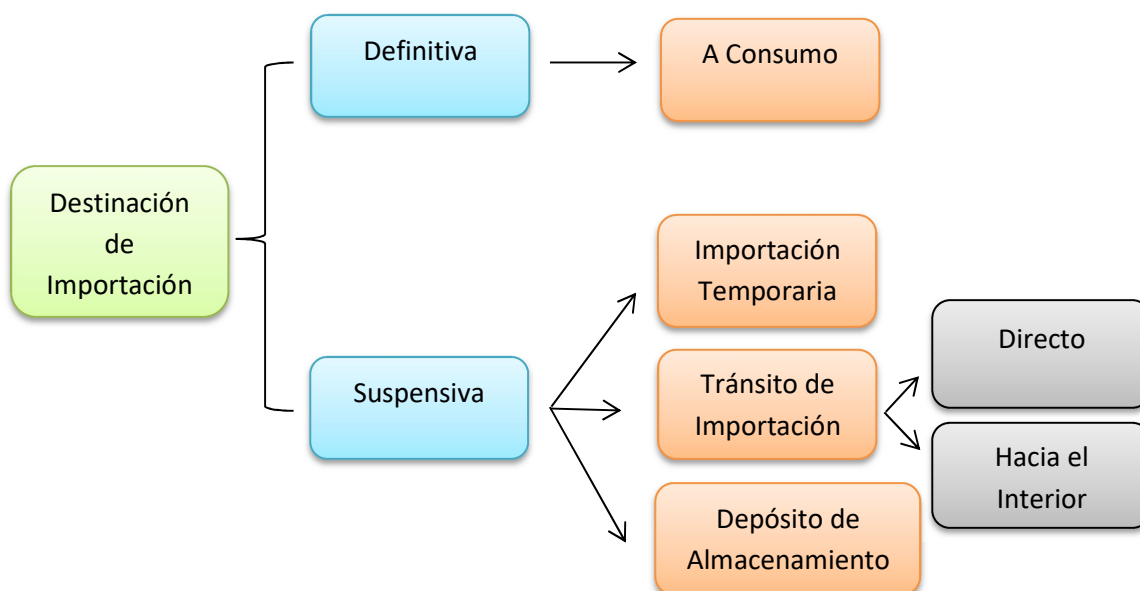 Definitiva
A Consumo
Destinación
de
Importación
Importación
Temporaria
Directo
Suspensiva
Tránsito de
Importación
Hacia el
Interior
Depósito de
Almacenamiento